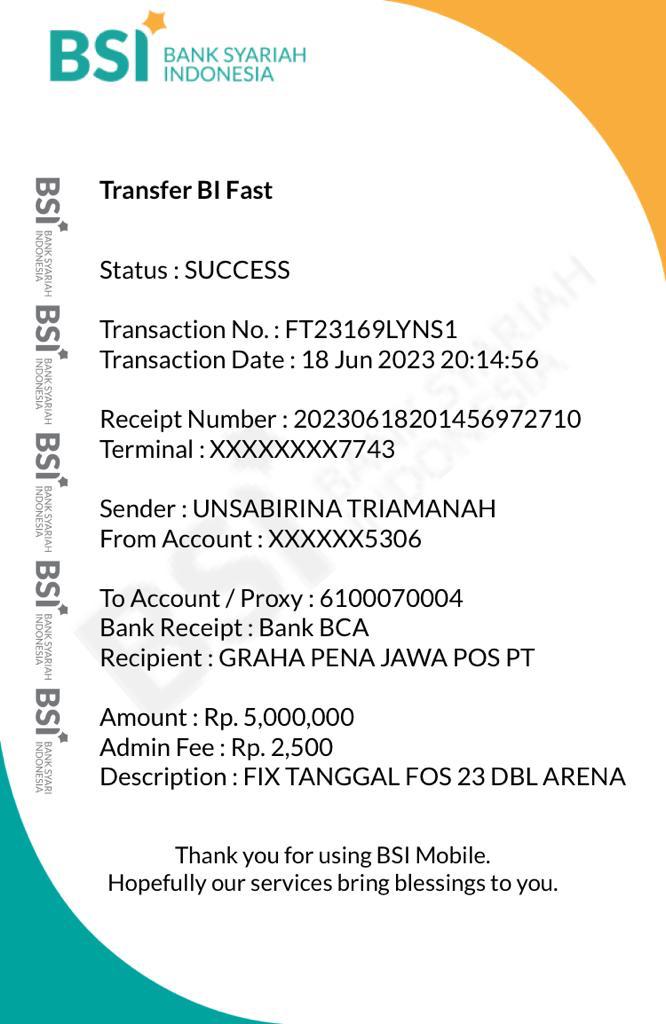 BSI BANK SYARIAH
INDONESIA
Transfer BI Fast
Status : SUCCESS
Transaction No. : FT23169LYNS1
Transaction Date : 18 Jun 2023 20:14:56
Receipt Number : 20230618201456972710
Terminal : XXXXXXXX7743
Sender : UNSABIRINA TRIAMANAH
From Account : XXXXXX5306
To Account / Proxy : 6100070004
Bank Receipt : Bank BCA
Recipient : GRAHA PENA JAWA POS PT
Amount : Rp. 5,000,000
Admin Fee : Rp. 2,500
Description : FIX TANGGAL FOS 23 DBL ARENA
Thank you for using BSI Mobile.
Hopefully our services bring blessings to you.
BSI BANK SYARIAH
INDONESIA
BSI BANK SYARIAH
INDONESIA
BSI BANK SYARIAH
INDONESIA
BSI BANK SYARIAH
INDONESIA
BSI BANK SYARI
INDONESIA
BSI BANK SYARIAH
INDONESIA